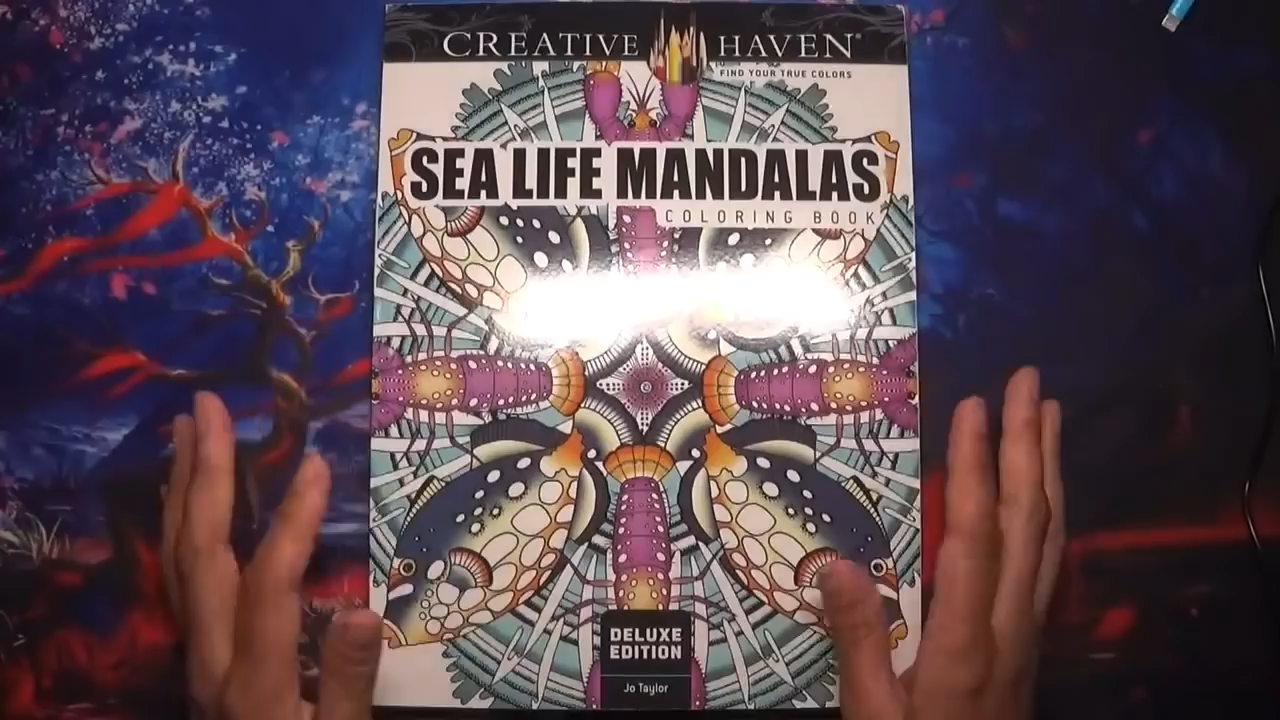 CREATIVE HAVEN®
FIND YOUR TRUE COLORS
SEA LIFE MANDALAS
COLORING BOOK
DELUXE
EDITION
Jo Taylor